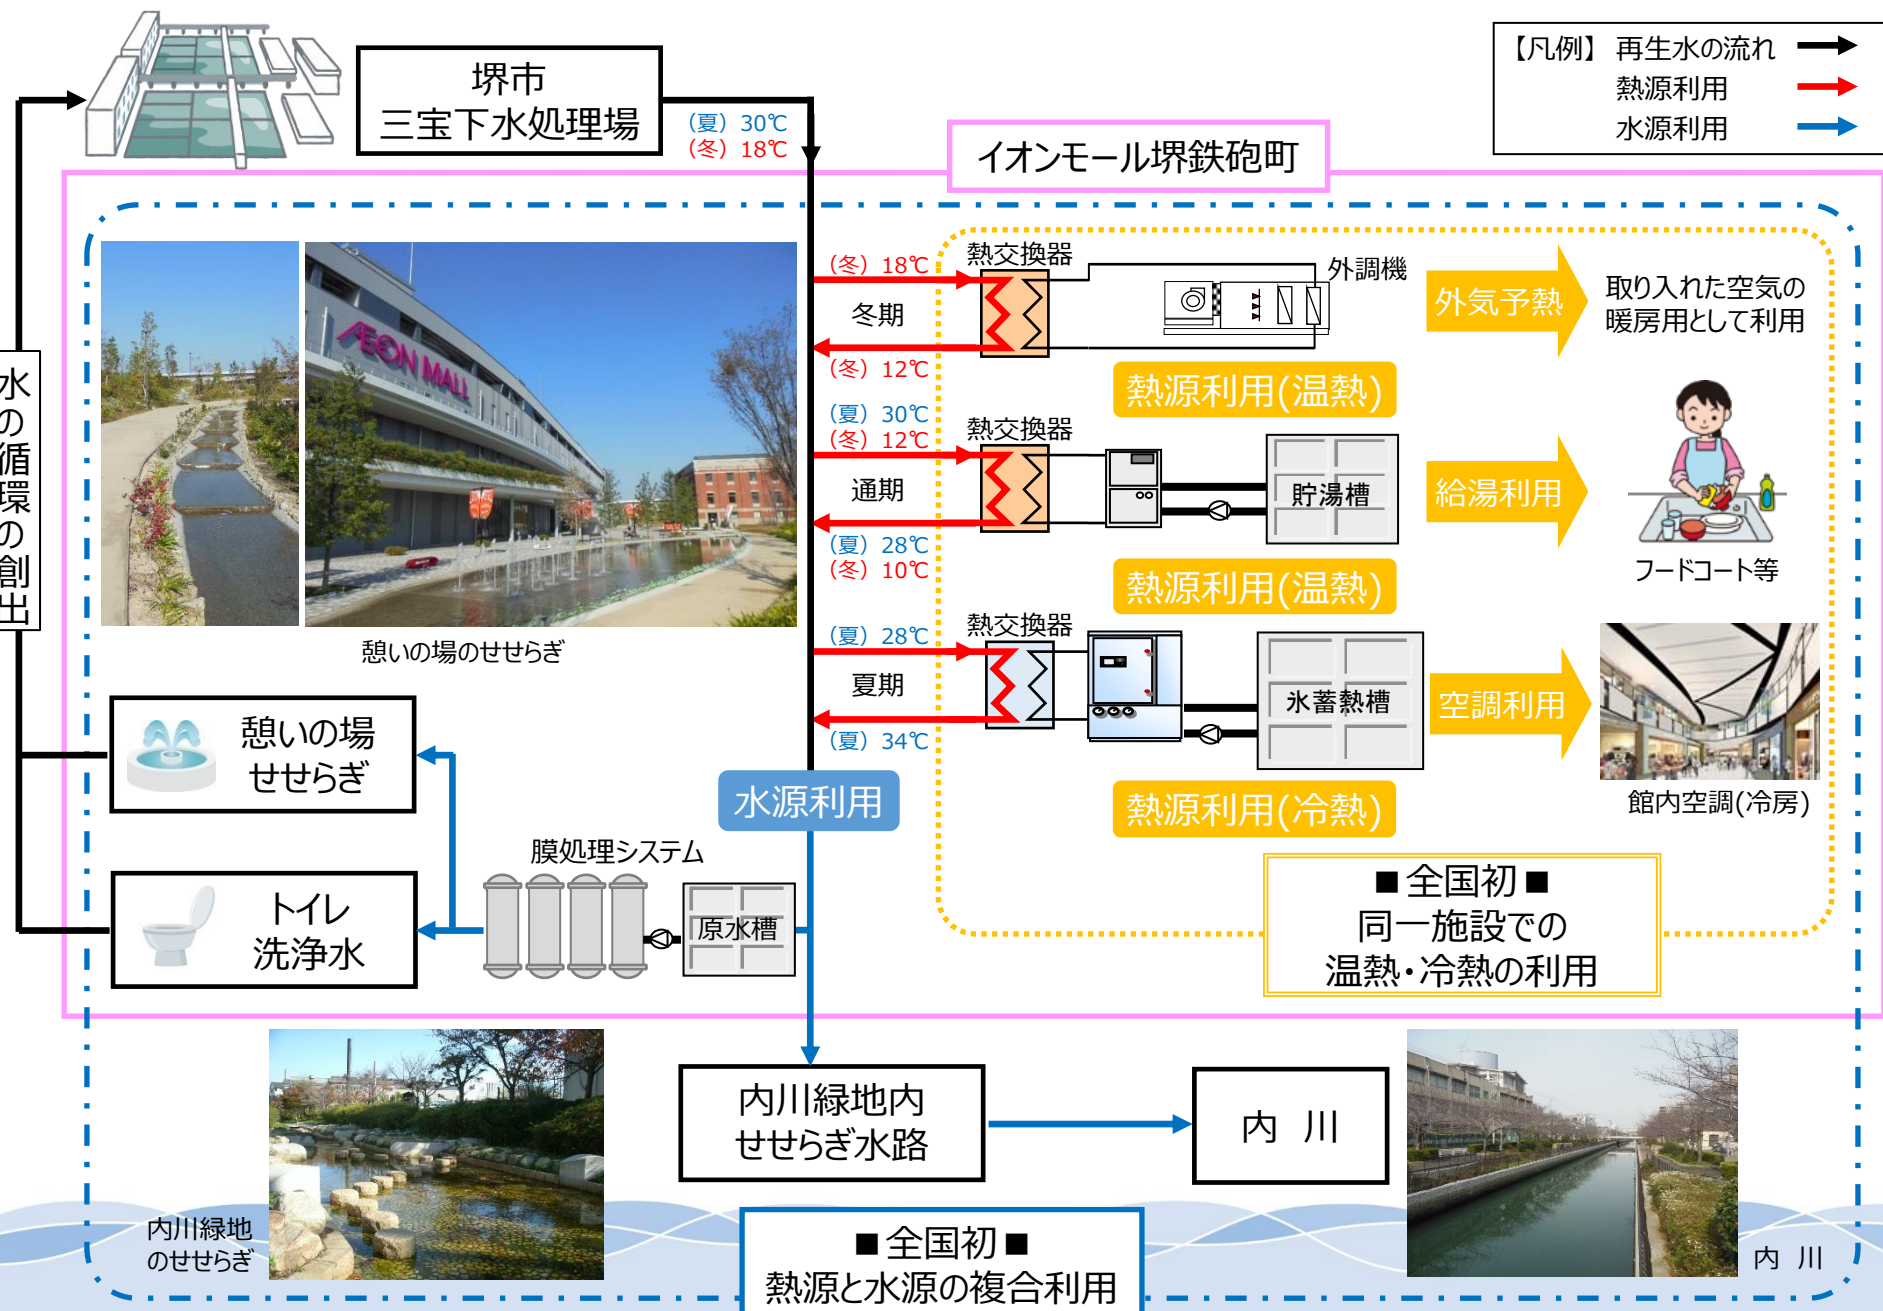 堺市
三宝下水処理場
(夏) 30℃
(冬) 18℃
【凡例】 再生水の流れ
熱源利用
水源利用
イオンモール堺鉄砲町
水の循環の創出
ÆON MALL
憩いの場のせせらぎ
(冬) 18℃
冬期
(冬) 12℃
熱交換器
外調機
外気予熱
取り入れた空気の
暖房用として利用
熱源利用(温熱)
(夏) 30℃
(冬) 12℃
通期
(夏) 28℃
(冬) 10℃
熱交換器
貯湯槽
給湯利用
フードコート等
熱源利用(温熱)
(夏) 28℃
夏期
(夏) 34℃
熱交換器
氷蓄熱槽
空調利用
館内空調(冷房)
熱源利用(冷熱)
水源利用
憩いの場
せせらぎ
トイレ
洗浄水
膜処理システム
原水槽
■全国初■
同一施設での
温熱・冷熱の利用
内川緑地内
せせらぎ水路
内 川
内川緑地
のせせらぎ
内 川
■全国初■
熱源と水源の複合利用